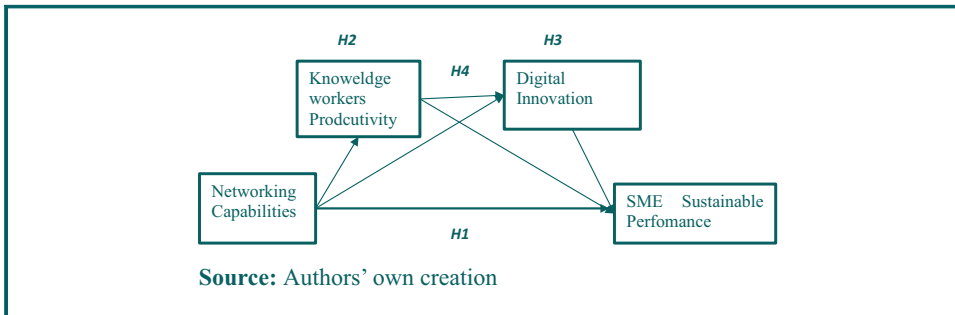 H2
H3
H4
Knoweldge
workers
Prodcutivity
Digital
Innovation
Networking
Capabilities
SME Sustainable
Perfomance
H1
Source: Authors' own creation